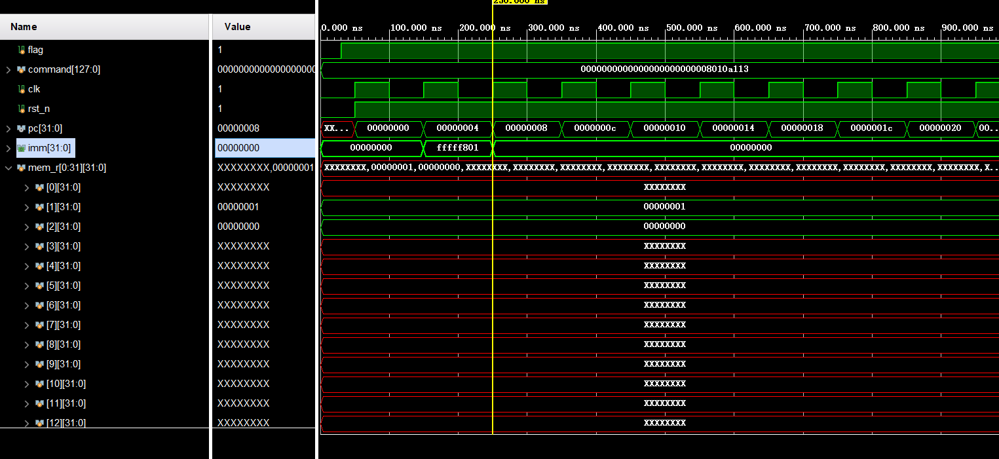 250.000 ns
Name Value 0.000 ns 100.000 ns 200.000 ns 300.000 ns 400.000 ns 500.000 ns 600.000 ns 700.000 ns 800.000 ns 900.000 ns
flag 1
command[127:0] 00000000000000000000 0000000000000000000000008010a113
clk 1
rst_n 1
pc[31:0] 00000008 XX... 00000000 00000004 00000008 0000000c 00000010 00000014 00000018 0000001c 00000020 00...
imm[31:0] 00000000 00000000 fffff801 00000000
mem_r[0:31][31:0] XXXXXXXX,00000001 XXXXXXXX,00000001,00000000,XXXXXXXX,XXXXXXXX,XXXXXXXX,XXXXXXXX,XXXXXXXX,XXXXXXXX,XXXXXXXX,XXXXXXXX,XXXXXXXX,XXXXXXXX,XXXXXXXX,X...
[0][31:0] XXXXXXXX XXXXXXXX
[1][31:0] 00000001 00000001
[2][31:0] 00000000 00000000
[3][31:0] XXXXXXXX XXXXXXXX
[4][31:0] XXXXXXXX XXXXXXXX
[5][31:0] XXXXXXXX XXXXXXXX
[6][31:0] XXXXXXXX XXXXXXXX
[7][31:0] XXXXXXXX XXXXXXXX
[8][31:0] XXXXXXXX XXXXXXXX
[9][31:0] XXXXXXXX XXXXXXXX
[10][31:0] XXXXXXXX XXXXXXXX
[11][31:0] XXXXXXXX XXXXXXXX
[12][31:0] XXXXXXXX XXXXXXXX